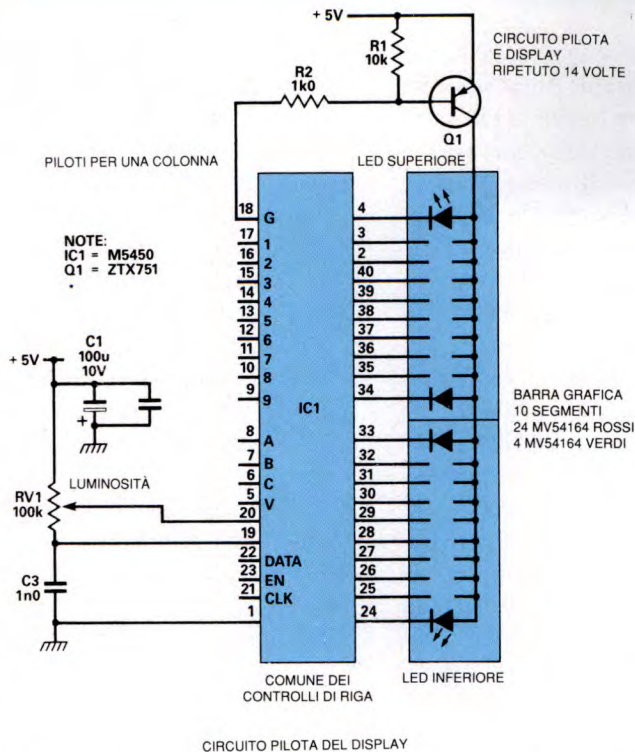 + 5V
R1
10k
CIRCUITO PILOTA
E DISPLAY
RIPETUTO 14 VOLTE
R2
1k0
Q1
PILOTI PER UNA COLONNA
LED SUPERIORE
NOTE:
IC1 = M5450
Q1 = ZTX751
18 G
17 1
16 2
15 3
14 4
13 5
12 6
11 7
10 8
9 9
8 A
7 B
6 C
5 V
20
19
22 DATA
23 EN
21 CLK
1
IC1
4
3
2
40
39
38
37
36
35
34
33
32
31
30
29
28
27
26
25
24
+ 5V
C1
100u
10V
+
LUMINOSITÀ
RV1
100k
C3
1n0
BARRA GRAFICA
10 SEGMENTI
24 MV54164 ROSSI
4 MV54164 VERDI
COMUNE DEI
CONTROLLI DI RIGA
LED INFERIORE
CIRCUITO PILOTA DEL DISPLAY